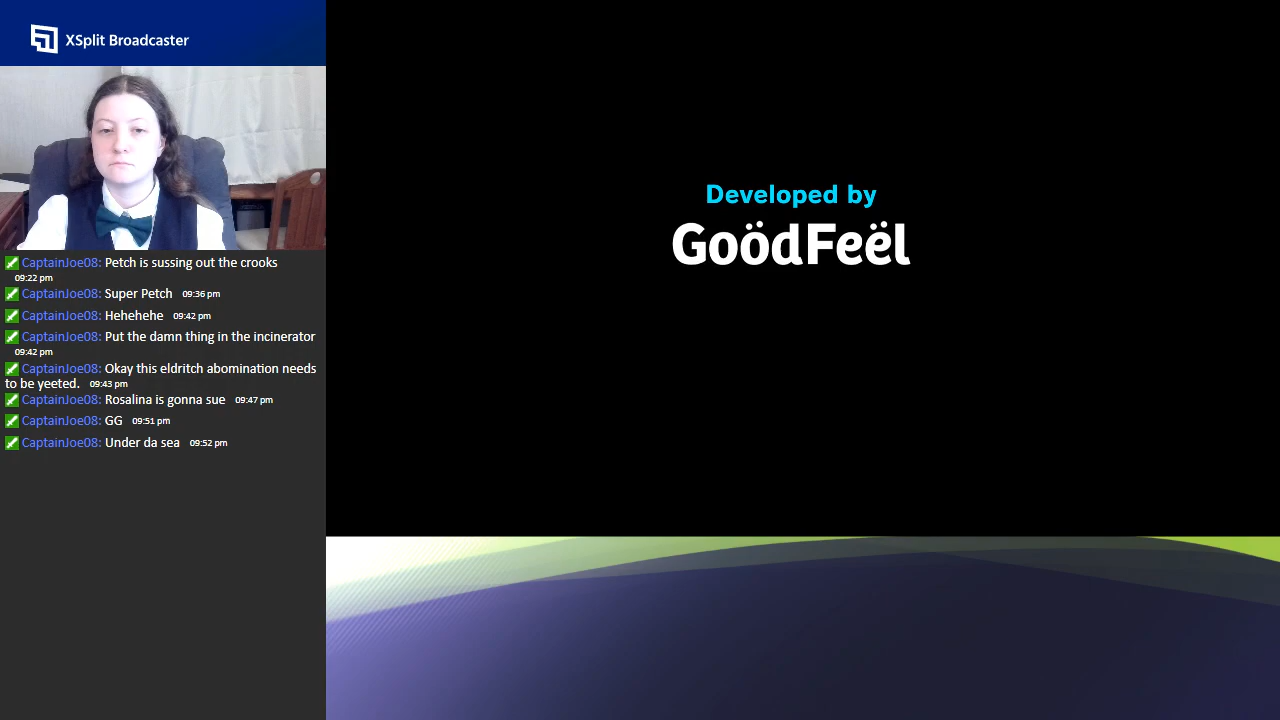 XSplit Broadcaster
Developed by
GoödFeël
CaptainJoe08: Petch is sussing out the crooks
09:22 pm
CaptainJoe08: Super Petch 09:36 pm
CaptainJoe08: Hehehehe 09:42 pm
CaptainJoe08: Put the damn thing in the incinerator
09:42 pm
CaptainJoe08: Okay this eldritch abomination needs
to be yeeted. 09:43 pm
CaptainJoe08: Rosalina is gonna sue 09:47 pm
CaptainJoe08: GG 09:51 pm
CaptainJoe08: Under da sea 09:52 pm